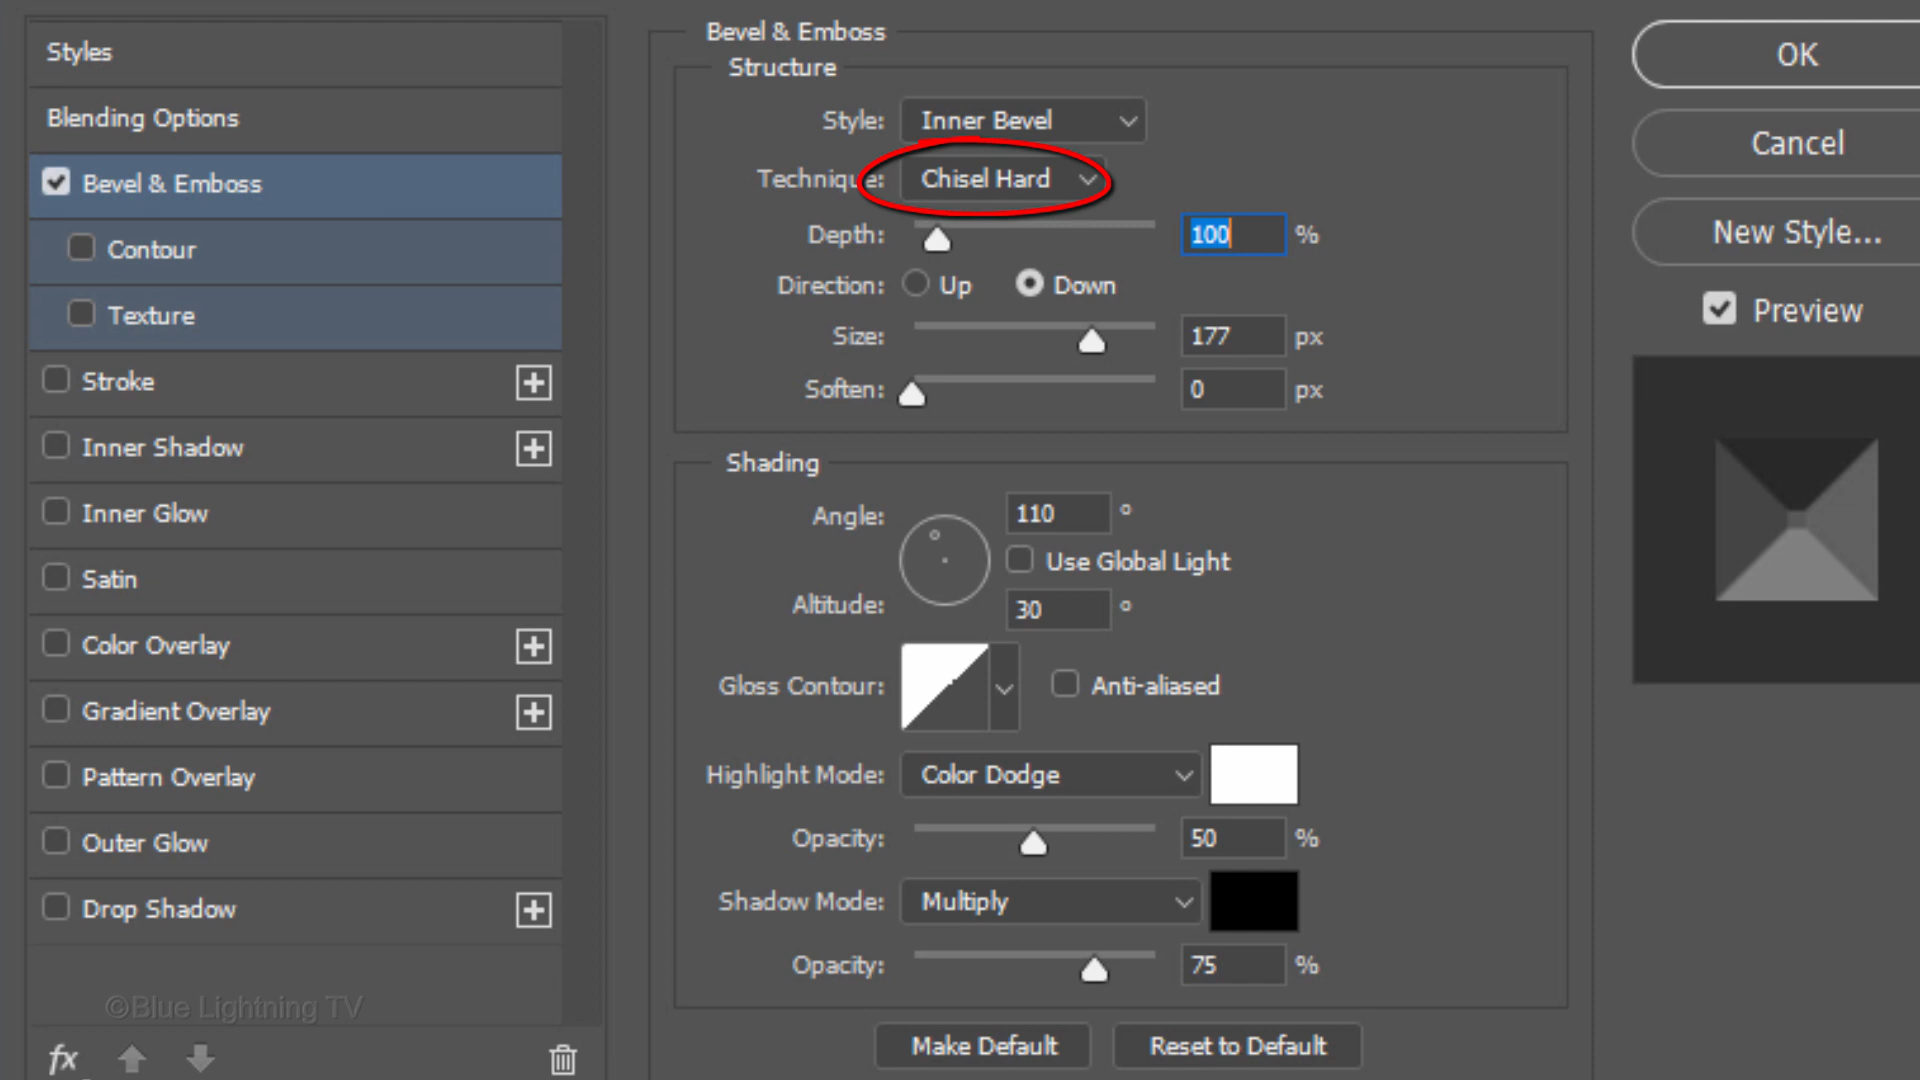 Styles
Blending Options
Bevel & Emboss
Contour
Texture
Stroke
Inner Shadow
Inner Glow
Satin
Color Overlay
Gradient Overlay
Pattern Overlay
Outer Glow
Drop Shadow
©Blue Lightning TV
fx
Bevel & Emboss
Structure
Style: Inner Bevel
Technique: Chisel Hard
Depth: 100 %
Direction: Up Down
Size: 177 px
Soften: 0 px
Shading
Angle: 110 °
Use Global Light
Altitude: 30 °
Gloss Contour: Anti-aliased
Highlight Mode: Color Dodge
Opacity: 50 %
Shadow Mode: Multiply
Opacity: 75 %
Make Default Reset to Default
OK
Cancel
New Style...
Preview